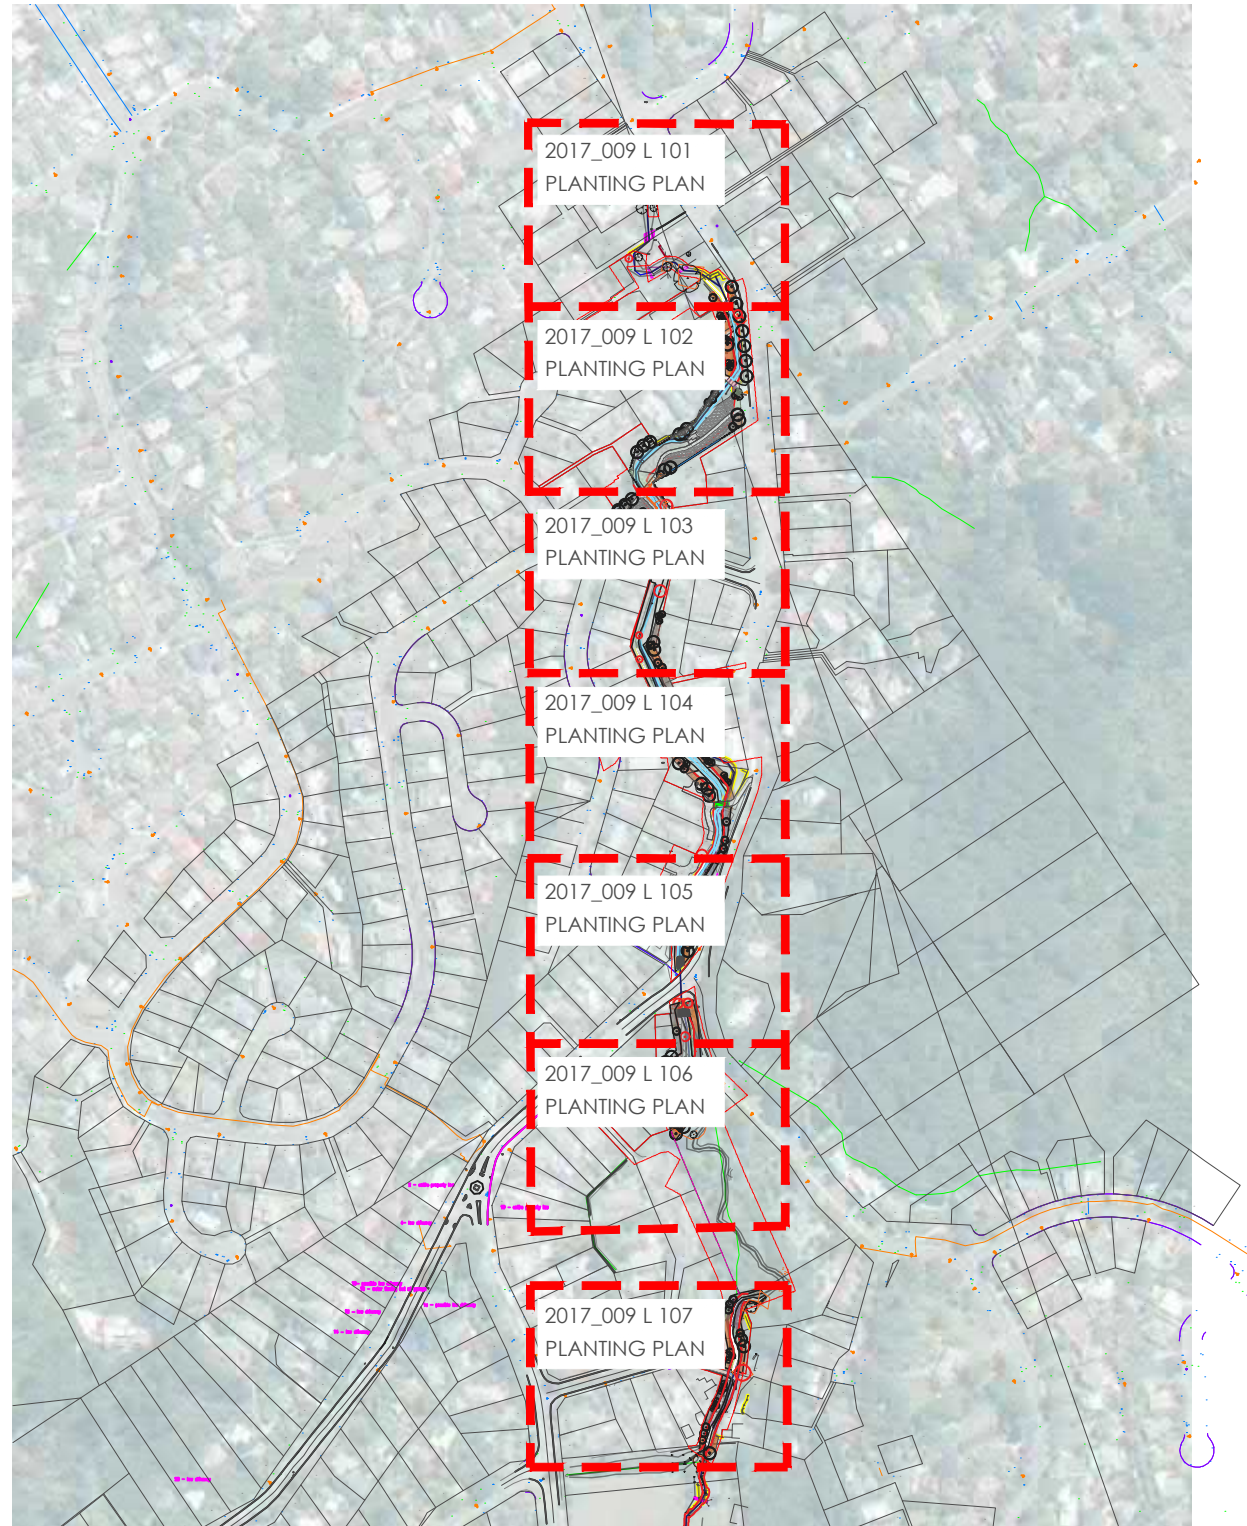 2017_009 L 101
PLANTING PLAN
2017_009 L 102
PLANTING PLAN
2017_009 L 103
PLANTING PLAN
2017_009 L 104
PLANTING PLAN
2017_009 L 105
PLANTING PLAN
2017_009 L 106
PLANTING PLAN
2017_009 L 107
PLANTING PLAN